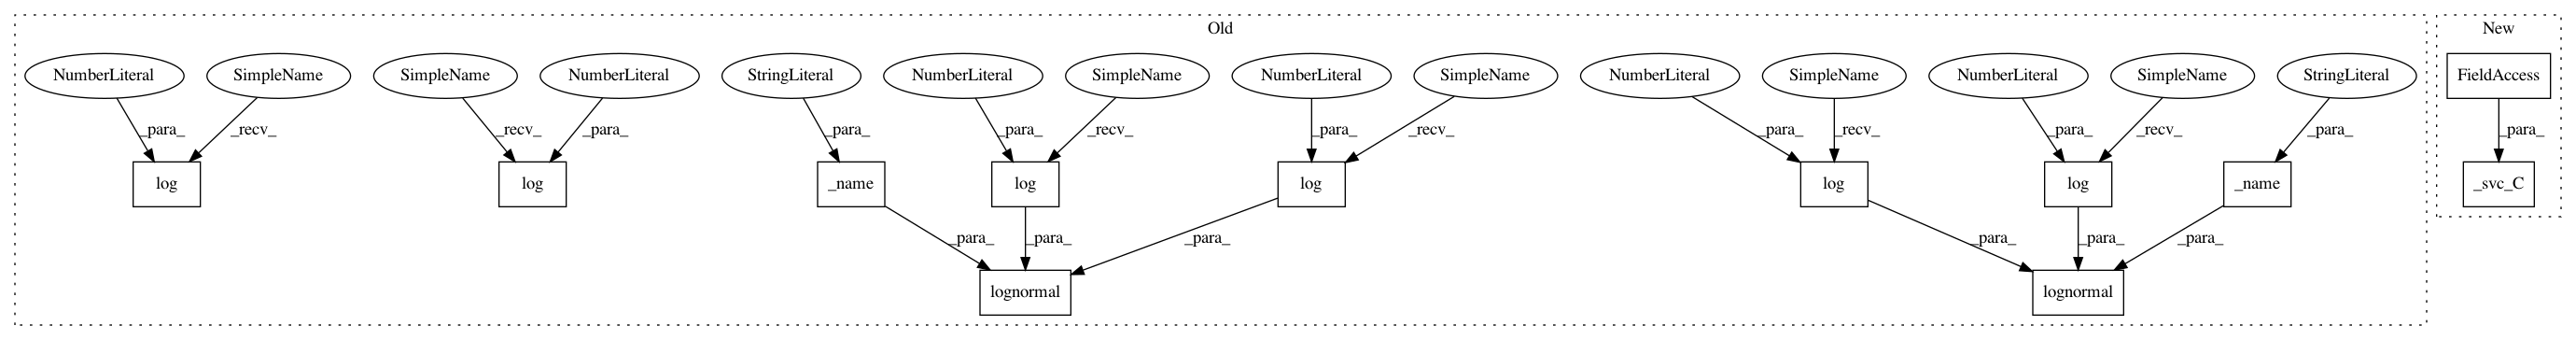 Old
New
NumberLiteral SimpleName SimpleName NumberLiteral StringLiteral NumberLiteral SimpleName NumberLiteral SimpleName NumberLiteral SimpleName NumberLiteral SimpleName StringLiteral FieldAccess
_para_ _recv_ _recv_ _para_ _para_ _para_ _recv_ _para_ _recv_ _para_ _recv_ _para_ _recv_ _para_ _para_
log log _name log log log log _name _svc_C
_para_ _para_ _para_ _para_ _para_ _para_
lognormal lognormal